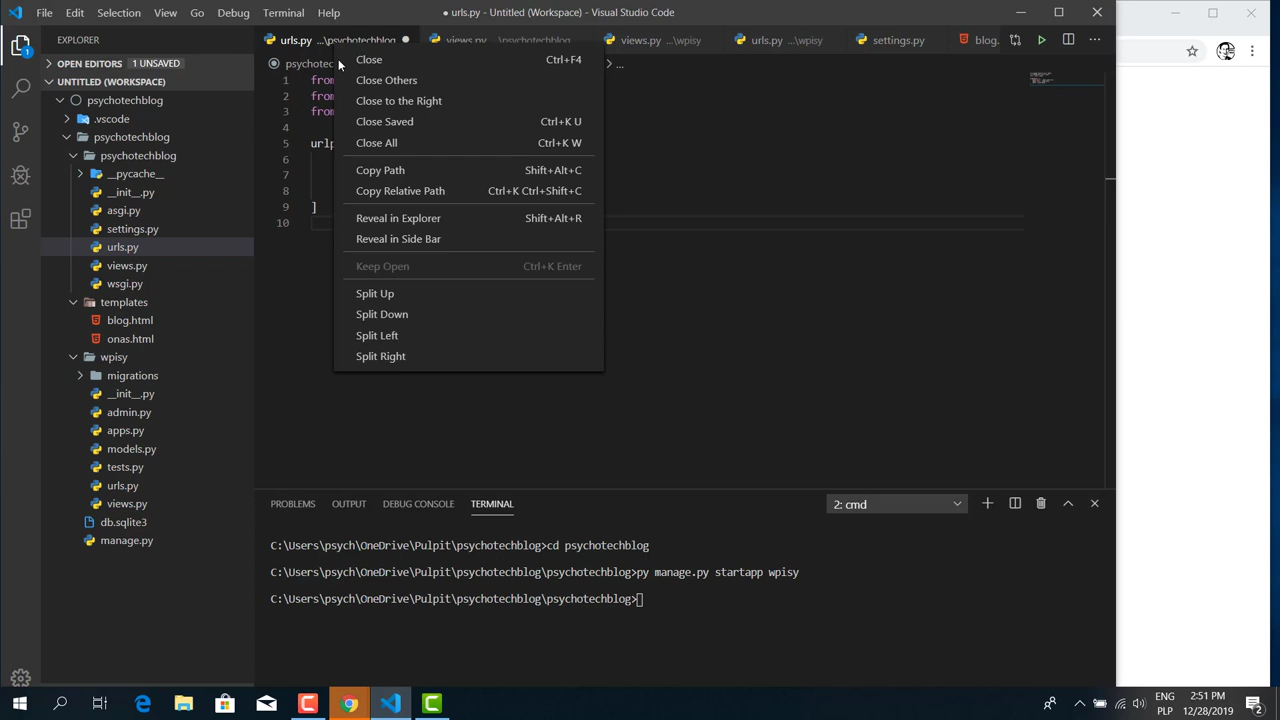 File Edit Selection View Go Debug Terminal Help
● urls.py - Untitled (Workspace) - Visual Studio Code
EXPLORER
urls.py ...\psychotechblog ●
views.py ...\psychotechblog
views.py ...\wpisy
urls.py ...\wpisy
settings.py
blog.
OPEN EDITORS 1 UNSAVED
UNTITLED (WORKSPACE)
psychotechblog
.vscode
psychotechblog
psychotechblog
__pycache__
__init__.py
asgi.py
settings.py
urls.py
views.py
wsgi.py
templates
blog.html
onas.html
wpisy
migrations
__init__.py
admin.py
apps.py
models.py
tests.py
urls.py
views.py
db.sqlite3
manage.py
psychotec
...
1 from
2 from
3 from
4
5 urlp
6
7
8
9 ]
10
Close Ctrl+F4
Close Others
Close to the Right
Close Saved Ctrl+K U
Close All Ctrl+K W
Copy Path Shift+Alt+C
Copy Relative Path Ctrl+K Ctrl+Shift+C
Reveal in Explorer Shift+Alt+R
Reveal in Side Bar
Keep Open Ctrl+K Enter
Split Up
Split Down
Split Left
Split Right
PROBLEMS OUTPUT DEBUG CONSOLE TERMINAL
2: cmd
C:\Users\psych\OneDrive\Pulpit\psychotechblog>cd psychotechblog
C:\Users\psych\OneDrive\Pulpit\psychotechblog\psychotechblog>py manage.py startapp wpisy
C:\Users\psych\OneDrive\Pulpit\psychotechblog\psychotechblog>
1
ENG
PLP
2:51 PM
12/28/2019
2